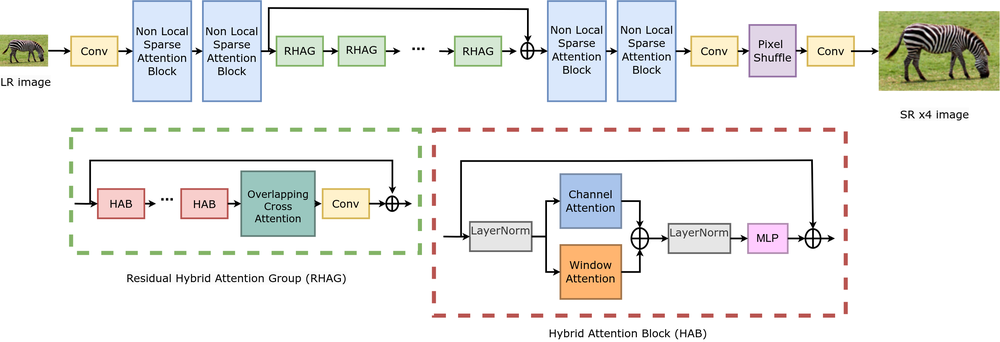 LR image
Conv
Non Local
Sparse
Attention
Block
Non Local
Sparse
Attention
Block
RHAG
RHAG
...
RHAG
Non Local
Sparse
Attention
Block
Non Local
Sparse
Attention
Block
Conv
Pixel
Shuffle
Conv
SR x4 image
HAB
...
HAB
Overlapping
Cross
Attention
Conv
Residual Hybrid Attention Group (RHAG)
LayerNorm
Channel
Attention
Window
Attention
LayerNorm
MLP
Hybrid Attention Block (HAB)